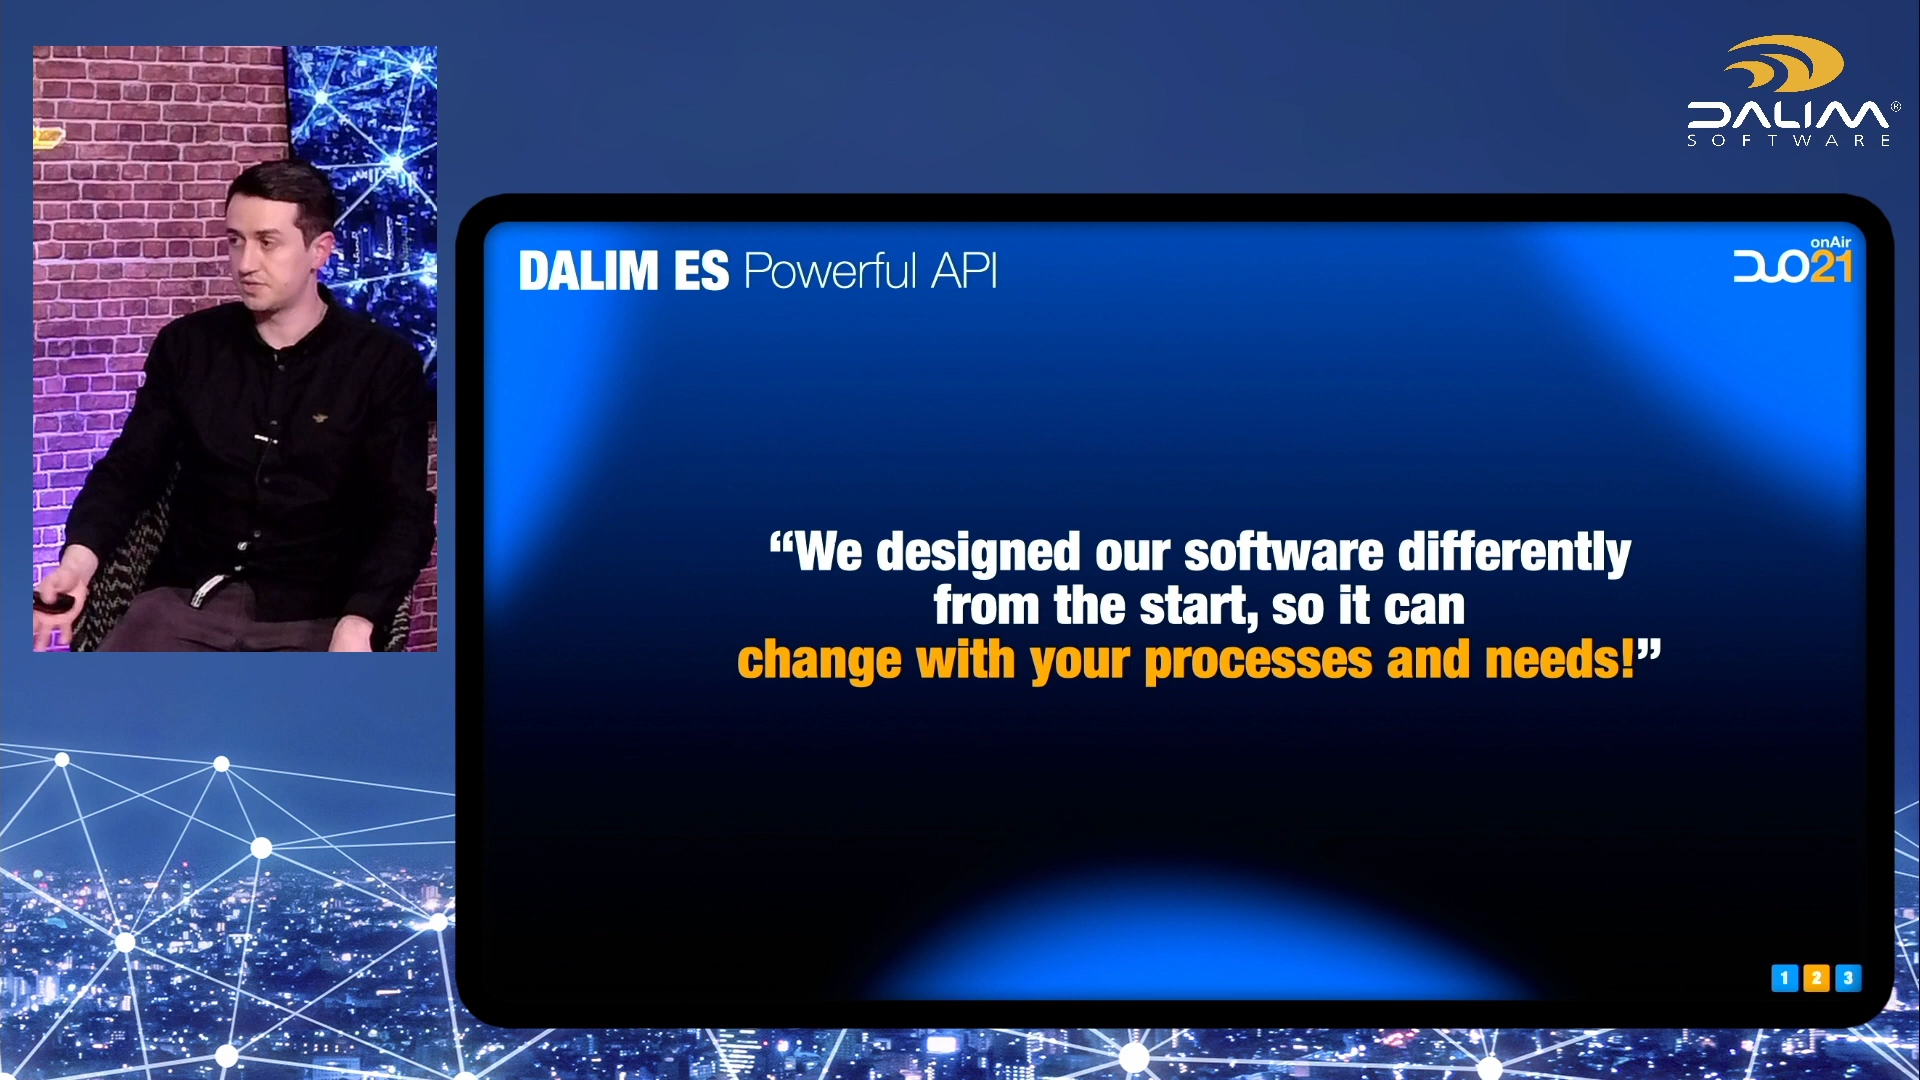 DALIM®
SOFTWARE
DALIM ES Powerful API
onAir
DUO21
“We designed our software differently
from the start, so it can
change with your processes and needs!”
1 2 3